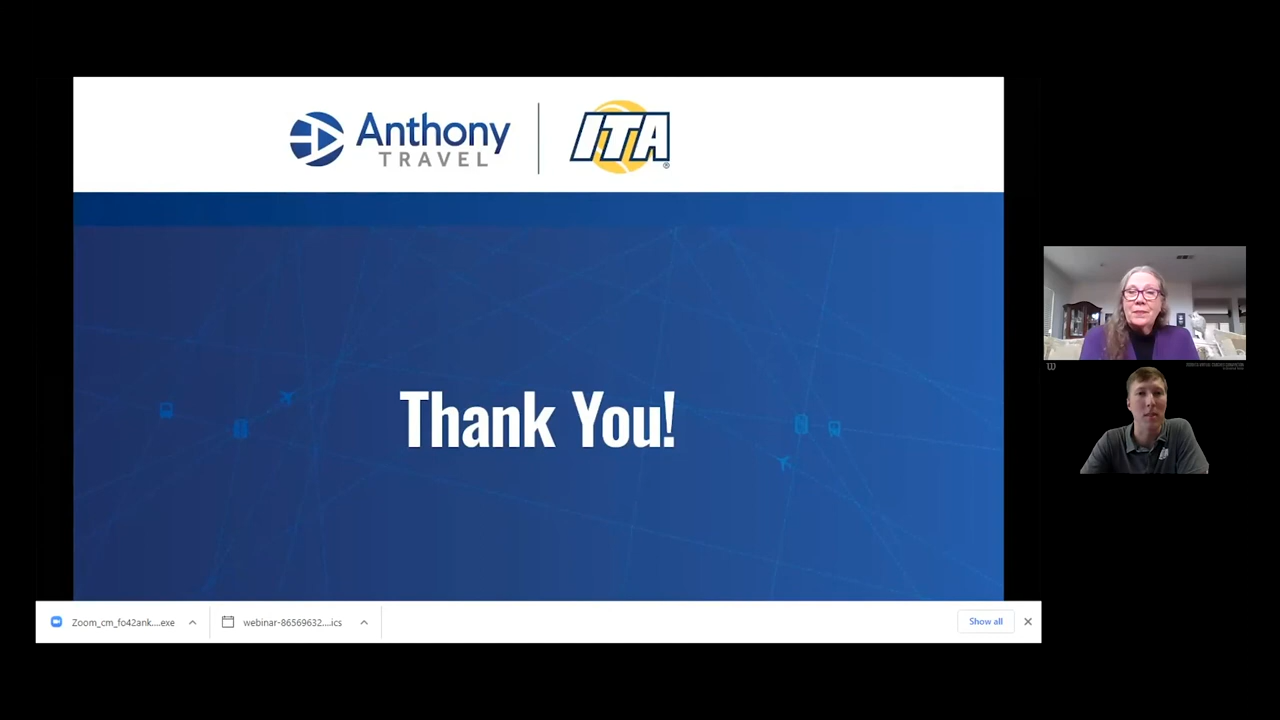 Anthony
TRAVEL
ITA
®
Thank You!
Zoom_cm_fo42ank....exe
webinar-86569632....ics
Show all